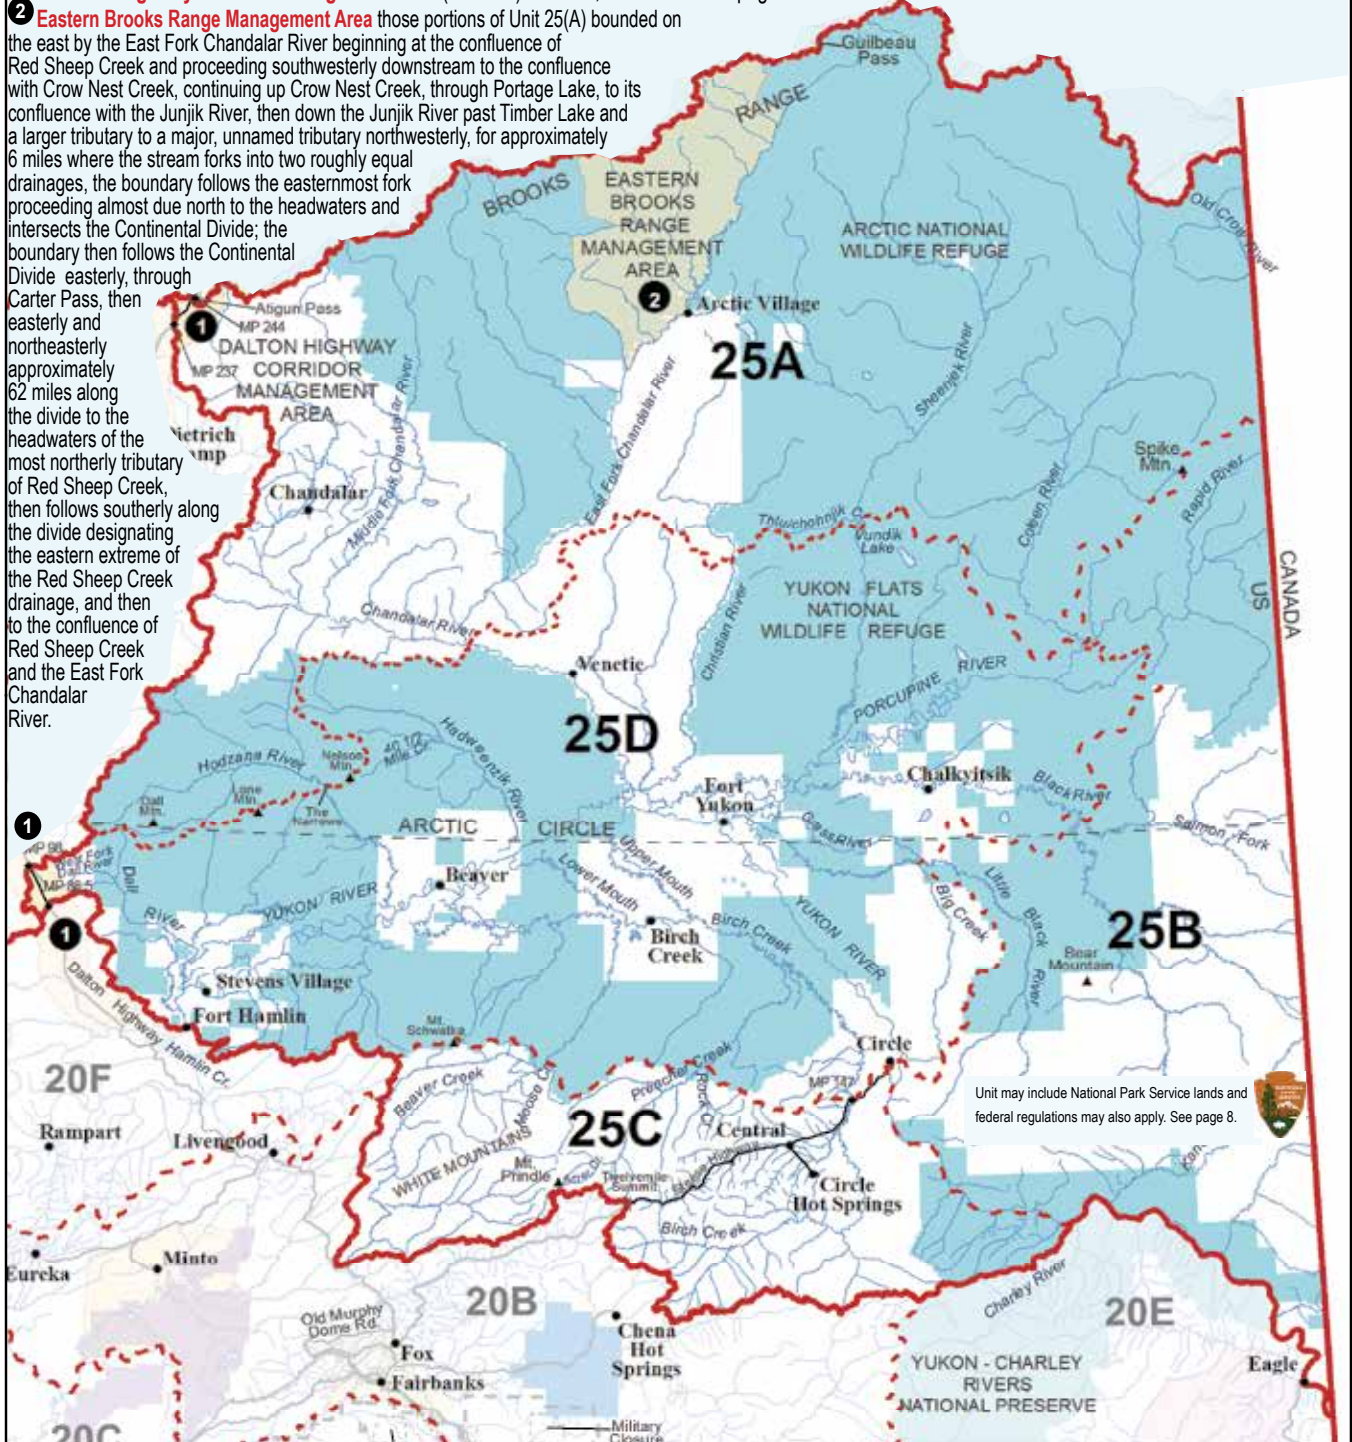 2 Eastern Brooks Range Management Area those portions of Unit 25(A) bounded on
the east by the East Fork Chandalar River beginning at the confluence of
Red Sheep Creek and proceeding southwesterly downstream to the confluence
with Crow Nest Creek, continuing up Crow Nest Creek, through Portage Lake, to its
confluence with the Junjik River, then down the Junjik River past Timber Lake and
a larger tributary to a major, unnamed tributary northwesterly, for approximately
6 miles where the stream forks into two roughly equal
drainages, the boundary follows the easternmost fork
proceeding almost due north to the headwaters and
intersects the Continental Divide; the
boundary then follows the Continental
Divide easterly, through
Carter Pass, then
easterly and
northeasterly
approximately
62 miles along
the divide to the
headwaters of the
most northerly tributary
of Red Sheep Creek,
then follows southerly along
the divide designating
the eastern extreme of
the Red Sheep Creek
drainage, and then
to the confluence of
Red Sheep Creek
and the East Fork
Chandalar
River.
Guilbeau
Pass
BROOKS
RANGE
EASTERN
BROOKS
RANGE
MANAGEMENT
AREA
2
Arctic Village
ARCTIC NATIONAL
WILDLIFE REFUGE
Old Crow River
25A
1
Atigun Pass
MP 244
MP 237
DALTON HIGHWAY
CORRIDOR
MANAGEMENT
AREA
Dietrich
Chandalar
Middle Fork Chandalar River
East Fork Chandalar River
Sheenjek River
Spike
Mtn.
Rapid River
Coleen River
Thluichohnjik C.
Vundik
Lake
CANADA
US
Chandalar River
Christian River
YUKON FLATS
NATIONAL
WILDLIFE REFUGE
Venetie
PORCUPINE RIVER
25D
Hadweenzik River
Hodzana River
Nelson
Mtn.
40 1/2
Mile Cr.
Lone
Mtn.
Dall
Mtn.
The
Narrows
Fort
Yukon
Chalkyitsik
Black River
Grass River
Salmon - Fork
ARCTIC CIRCLE
1
MP 98
West Fork
Dall River
Dall River
YUKON RIVER
Beaver
Lower Mouth
Upper Mouth
Birch Creek
Birch
Creek
YUKON RIVER
Big Creek
Little Black River
25B
Bear
Mountain
1
Dalton Highway
Stevens Village
Fort Hamlin
Hamlin Cr.
Mt.
Schwatka
Circle
MP 147
Preacher Creek
Rock Cr.
Beaver Creek
Moose Cr.
25C
20F
Rampart
Livengood
WHITE MOUNTAINS
Mt.
Prindle
Twelvemile
Summit
Central
Circle
Hot Springs
Birch Creek
Unit may include National Park Service lands and
federal regulations may also apply. See page 8.
Minto
Eureka
20B
Old Murphy
Dome Rd.
Fox
Fairbanks
Chena
Hot
Springs
Charley River
20E
YUKON - CHARLEY
RIVERS
NATIONAL PRESERVE
Eagle
20C
Military
Closure